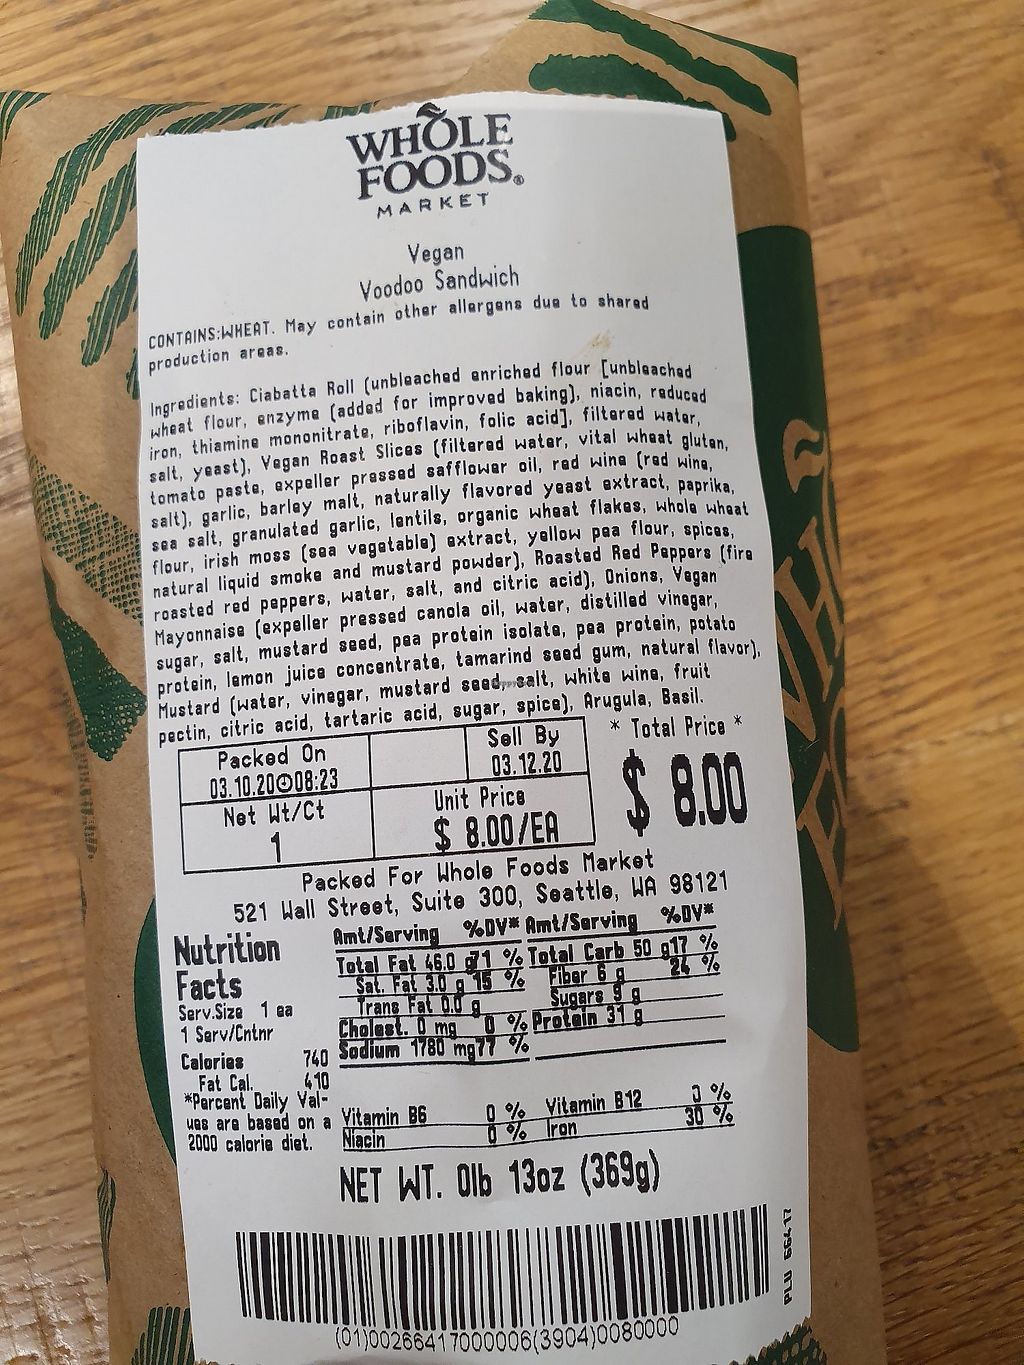 WHOLE
FOODS®
MARKET
Vegan
Voodoo Sandwich
CONTAINS:WHEAT. May contain other allergens due to shared
production areas.
Ingredients: Ciabatta Roll (unbleached enriched flour [unbleached
wheat flour, enzyme (added for improved baking), niacin, reduced
iron, thiamine mononitrate, riboflavin, folic acid], filtered water,
salt, yeast), Vegan Roast Slices (filtered water, vital wheat gluten,
tomato paste, expeller pressed safflower oil, red wine (red wine,
salt), garlic, barley malt, naturally flavored yeast extract, paprika,
sea salt, granulated garlic, lentils, organic wheat flakes, whole wheat
flour, irish moss (sea vegetable) extract, yellow pea flour, spices,
natural liquid smoke and mustard powder), Roasted Red Peppers (fire
roasted red peppers, water, salt, and citric acid), Onions, Vegan
Mayonnaise (expeller pressed canola oil, water, distilled vinegar,
sugar, salt, mustard seed, pea protein isolate, pea protein, potato
protein, lemon juice concentrate, tamarind seed gum, natural flavor),
Mustard (water, vinegar, mustard seed, salt, white wine, fruit
pectin, citric acid, tartaric acid, sugar, spice), Arugula, Basil.
Packed On
03.10.20 08:23
Sell By
03.12.20
* Total Price *
$ 8.00
Net Wt/Ct
1
Unit Price
$ 8.00/EA
Packed For Whole Foods Market
521 Wall Street, Suite 300, Seattle, WA 98121
Nutrition
Facts
Serv.Size 1 ea
1 Serv/Cntnr
Calories 740
Fat Cal. 410
*Percent Daily Val-
ues are based on a
2000 calorie diet.
Amt/Serving %DV* Amt/Serving %DV*
Total Fat 46.0 g 71 % Total Carb 50 g 17 %
Sat. Fat 3.0 g 15 % Fiber 6 g 24 %
Trans Fat 0.0 g Sugars 9 g
Cholest. 0 mg 0 % Protein 31 g
Sodium 1780 mg 77 %
Vitamin B6 0 % Vitamin B12 0 %
Niacin 0 % Iron 30 %
NET WT. 0lb 13oz (369g)
PLU 66417
(01)00266417000006(3904)0080000